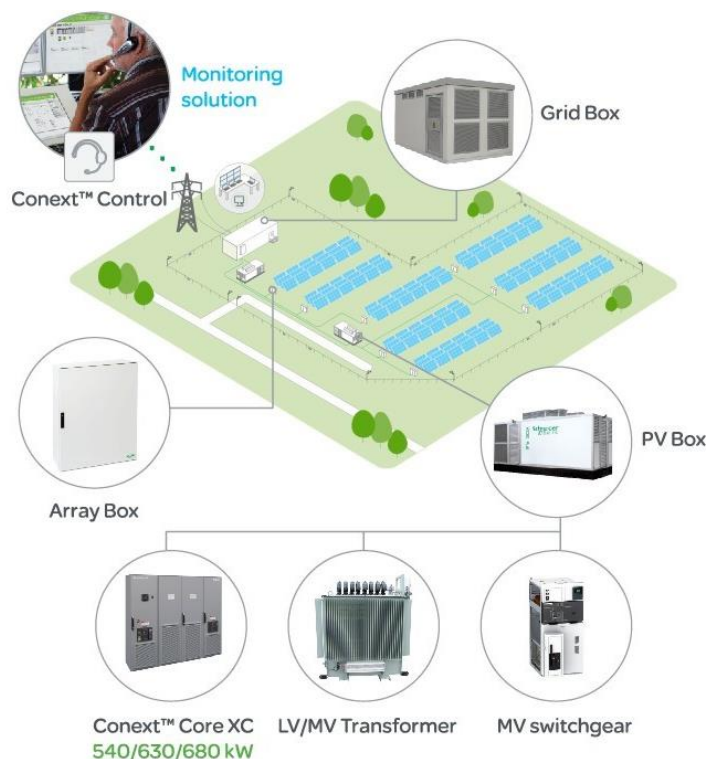 Monitoring
solution
Grid Box
Conext™ Control
Array Box
PV Box
Conext™ Core XC
540/630/680 kW
LV/MV Transformer
MV switchgear